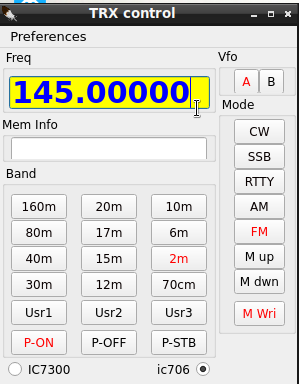 TRX control
Preferences
Freq
145.00000
Mem Info
Band
160m 20m 10m
80m 17m 6m
40m 15m 2m
30m 12m 70cm
Usr1 Usr2 Usr3
P-ON P-OFF P-STB
IC7300 ic706
Vfo
A B
Mode
CW
SSB
RTTY
AM
FM
M up
M dwn
M Wri